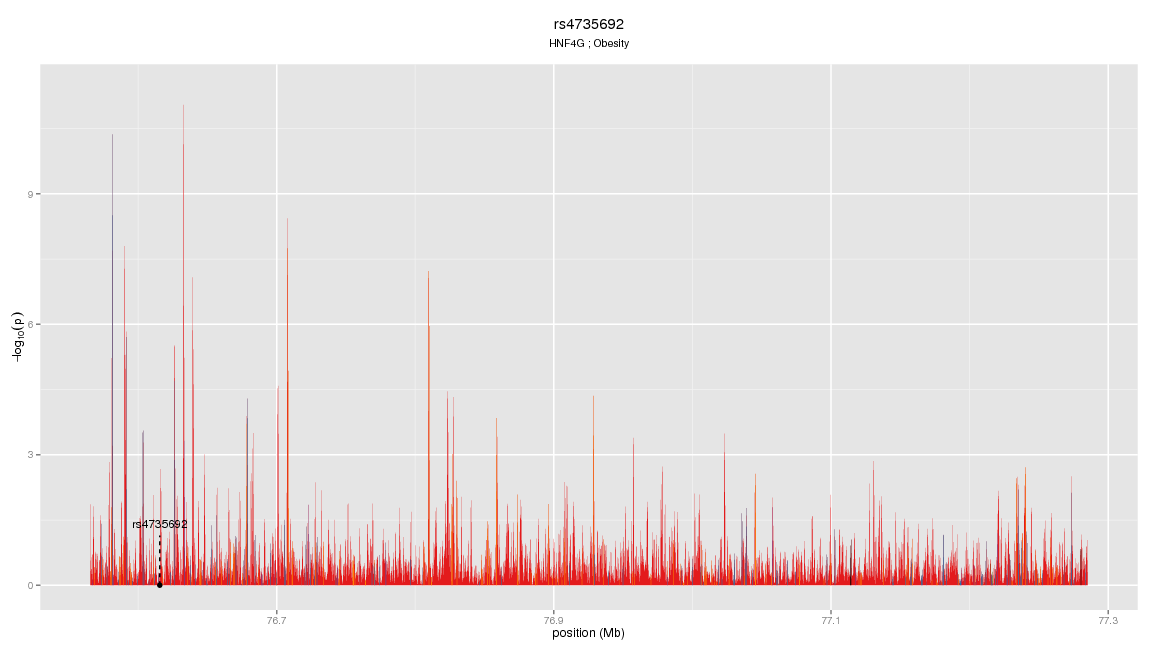 rs4735692
HNF4G ; Obesity
−log10(p)
9
6
3
0
rs4735692
76.7
76.9
77.1
77.3
position (Mb)